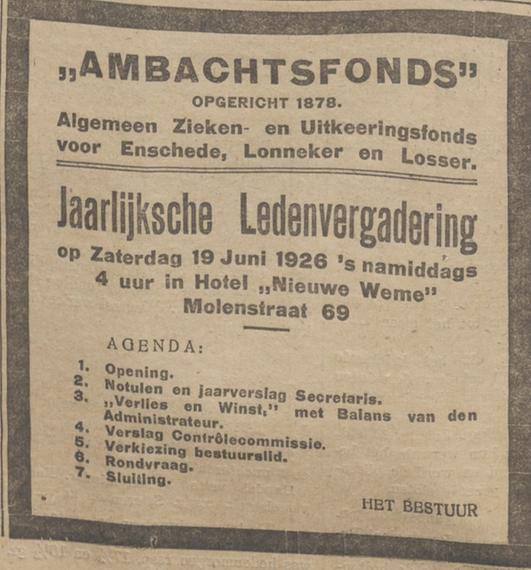 „AMBACHTSFONDS”
OPGERICHT 1878.
Algemeen Zieken- en Uitkeeringsfonds
voor Enschede, Lonneker en Losser.
Jaarlijksche Ledenvergadering
op Zaterdag 19 Juni 1926 's namiddags
4 uur in Hotel „Nieuwe Weme”
Molenstraat 69
AGENDA:
1. Opening.
2. Notulen en jaarverslag Secretaris.
3. „Verlies en Winst,” met Balans van den
Administrateur.
4. Verslag Contrôlecommissie.
5. Verkiezing bestuurslid.
6. Rondvraag.
7. Sluiting.
HET BESTUUR